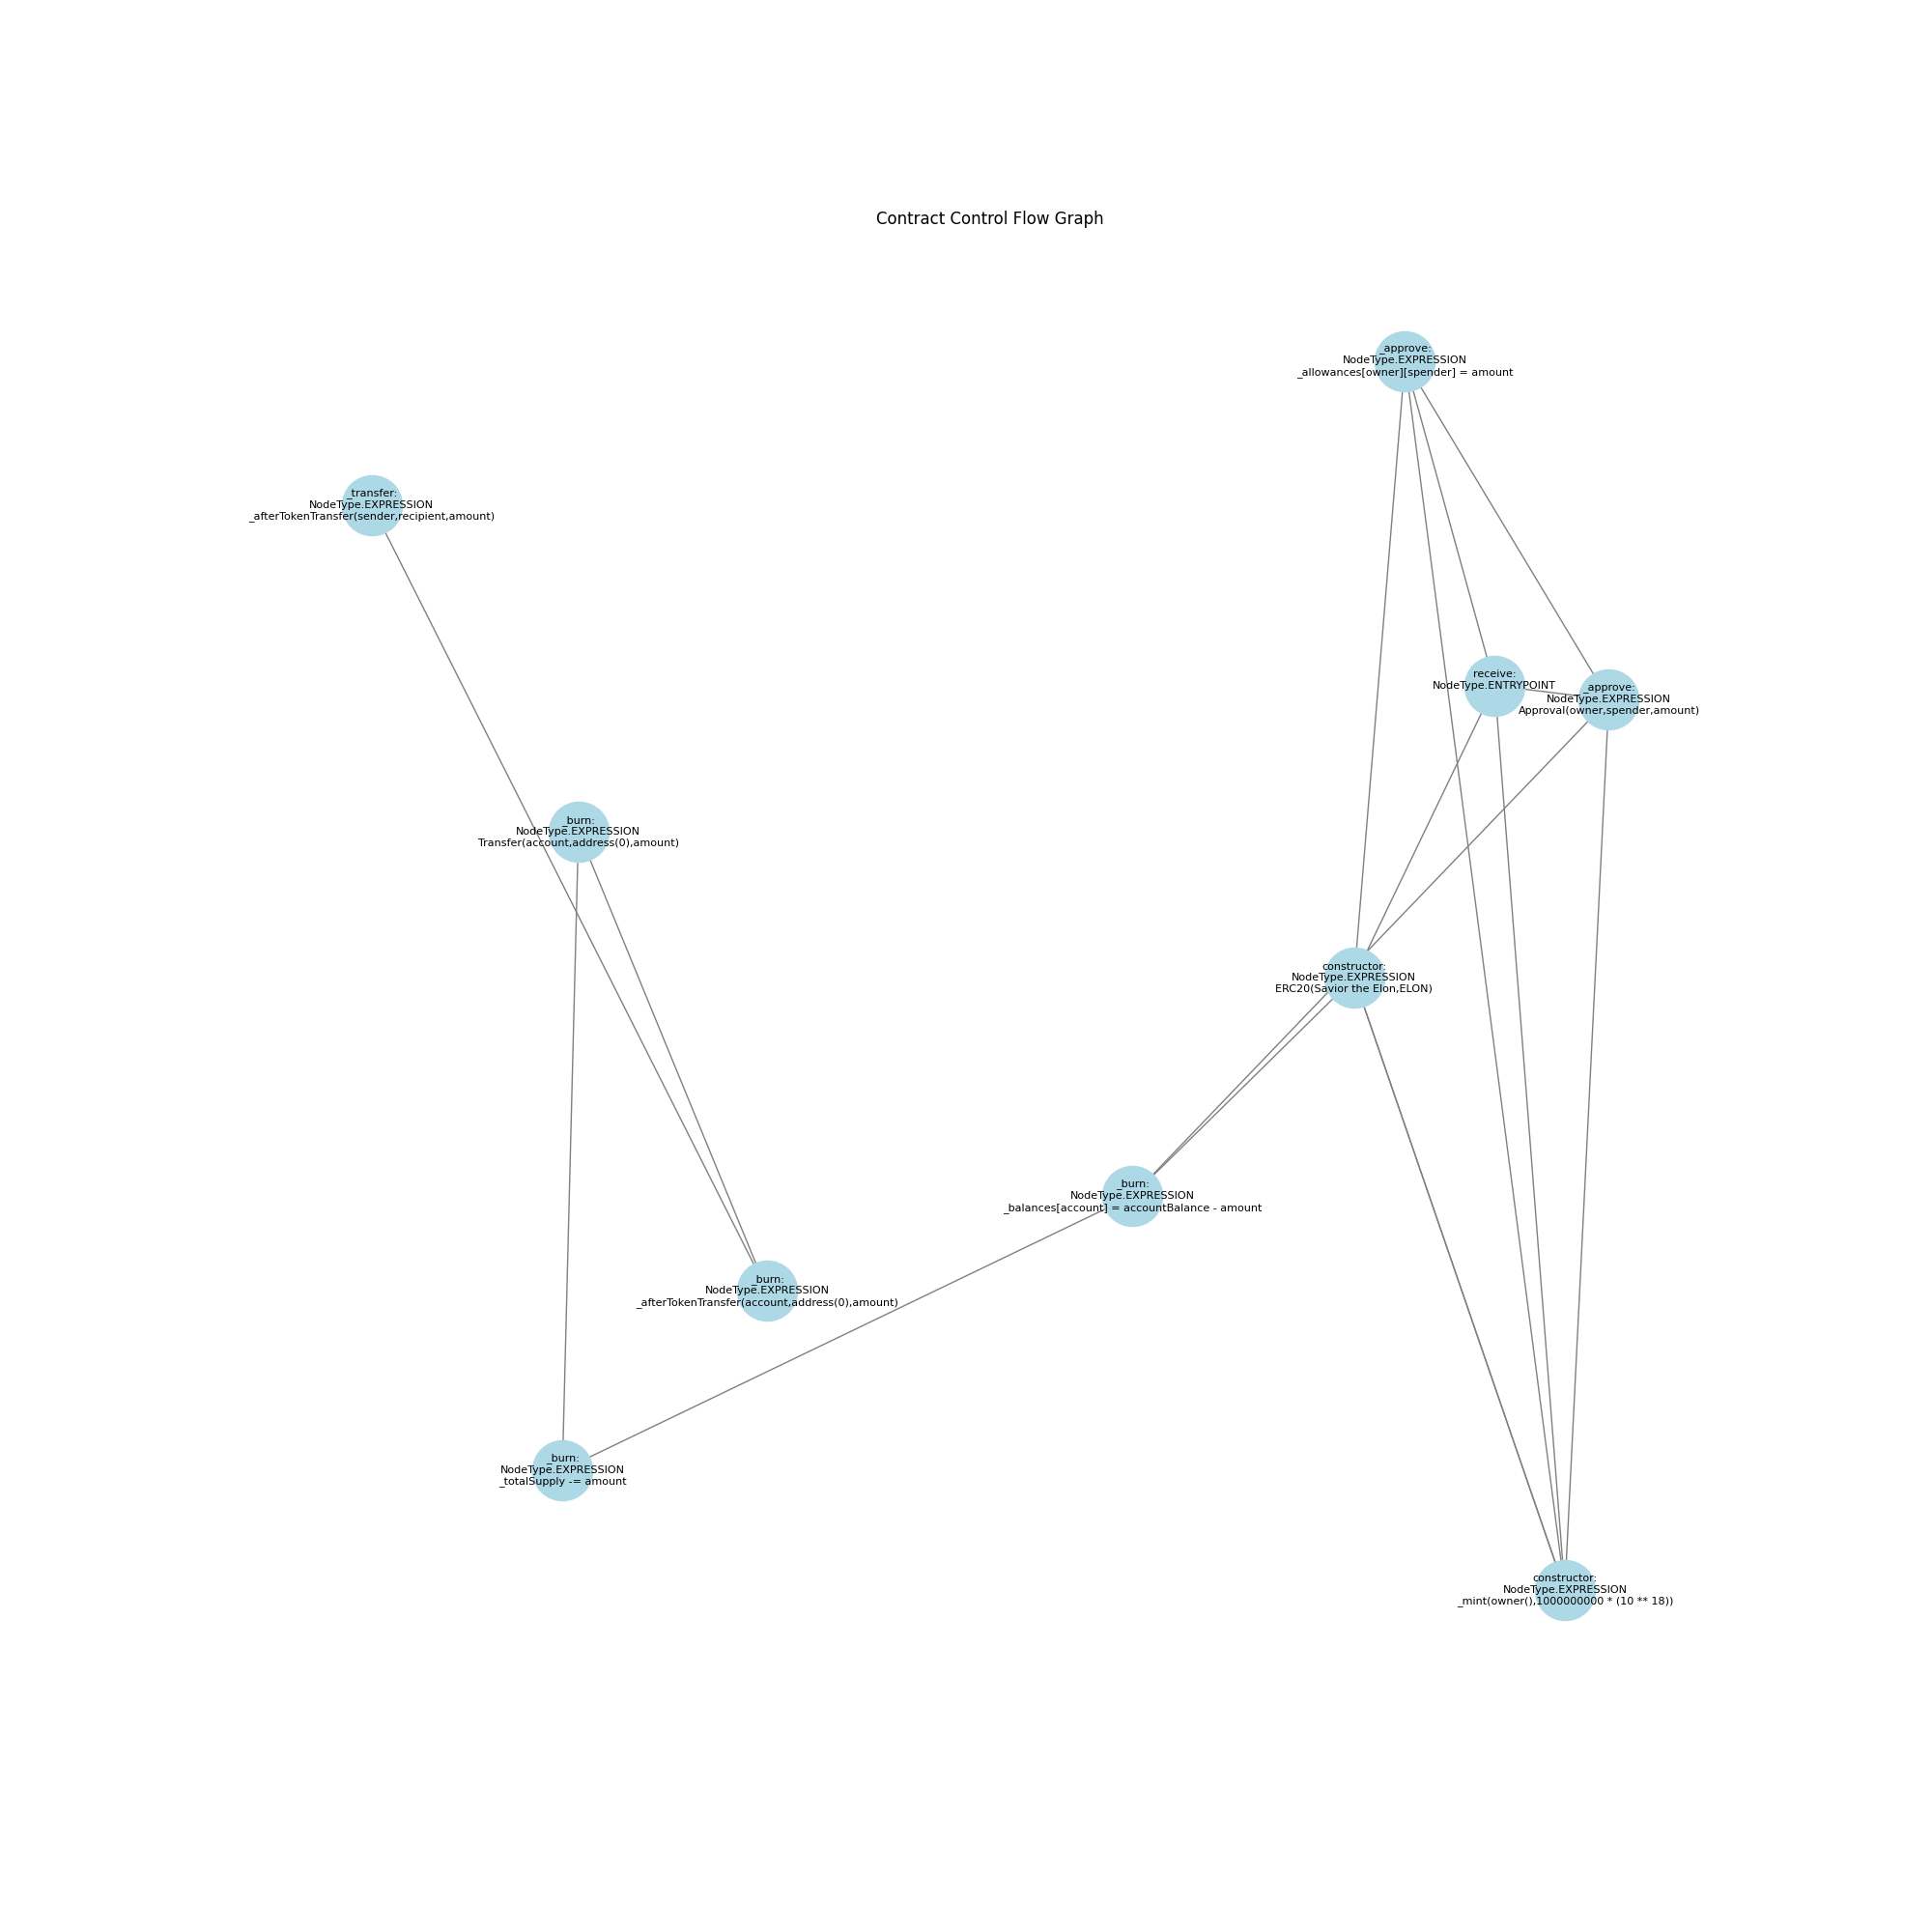 Contract Control Flow Graph
_approve:
NodeType.EXPRESSION
_allowances[owner][spender] = amount
_transfer:
NodeType.EXPRESSION
_afterTokenTransfer(sender,recipient,amount)
receive:
NodeType.ENTRYPOINT
_approve:
NodeType.EXPRESSION
Approval(owner,spender,amount)
_burn:
NodeType.EXPRESSION
Transfer(account,address(0),amount)
constructor:
NodeType.EXPRESSION
ERC20(Savior the Elon,ELON)
_burn:
NodeType.EXPRESSION
_balances[account] = accountBalance - amount
_burn:
NodeType.EXPRESSION
_afterTokenTransfer(account,address(0),amount)
_burn:
NodeType.EXPRESSION
_totalSupply -= amount
constructor:
NodeType.EXPRESSION
_mint(owner(),1000000000 * (10 ** 18))